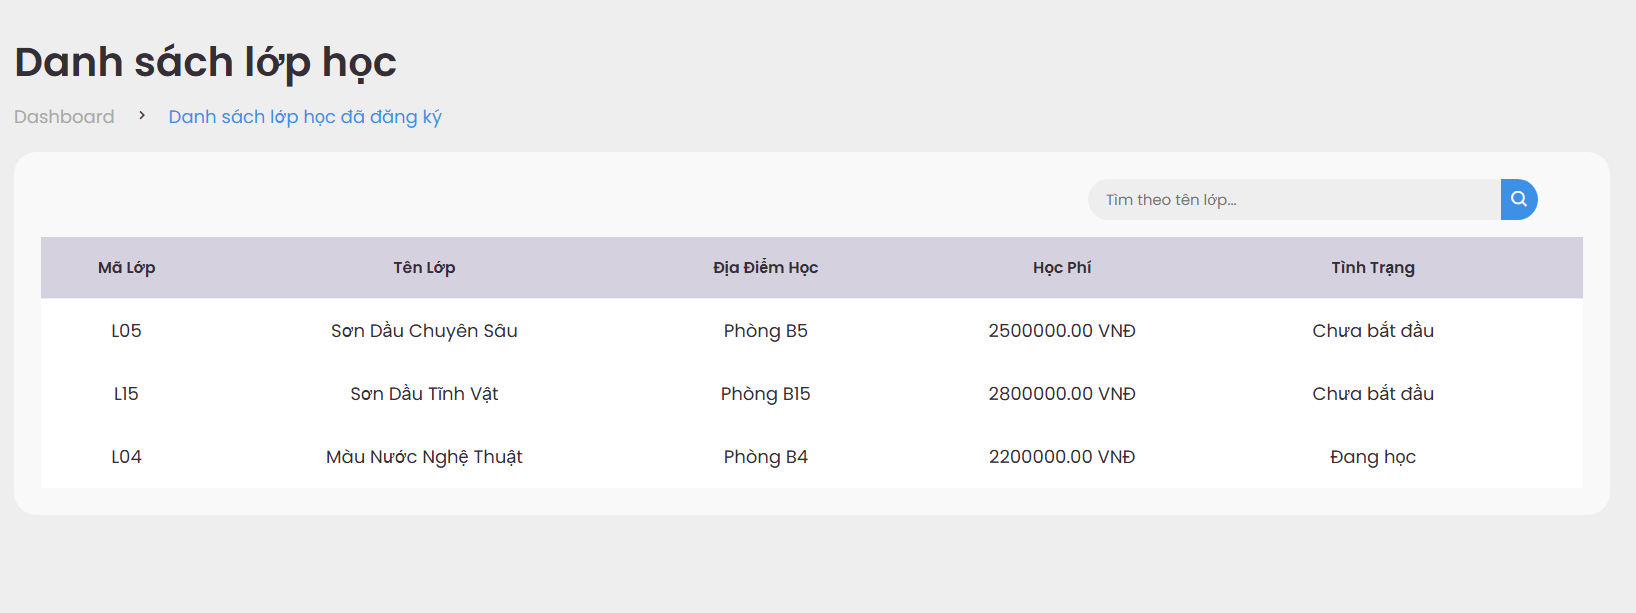 Danh sách lớp học
Dashboard > Danh sách lớp học đã đăng ký
Tìm theo tên lớp...
Mã Lớp Tên Lớp Địa Điểm Học Học Phí Tình Trạng
L05 Sơn Dầu Chuyên Sâu Phòng B5 2500000.00 VNĐ Chưa bắt đầu
L15 Sơn Dầu Tĩnh Vật Phòng B15 2800000.00 VNĐ Chưa bắt đầu
L04 Màu Nước Nghệ Thuật Phòng B4 2200000.00 VNĐ Đang học